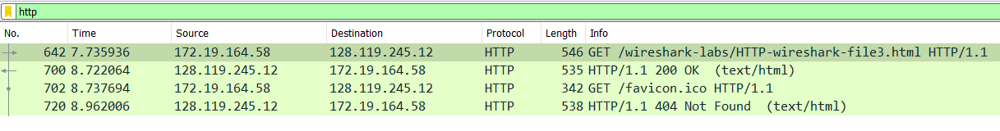 http
No. Time Source Destination Protocol Length Info
642 7.735936 172.19.164.58 128.119.245.12 HTTP 546 GET /wireshark-labs/HTTP-wireshark-file3.html HTTP/1.1
700 8.722064 128.119.245.12 172.19.164.58 HTTP 535 HTTP/1.1 200 OK (text/html)
702 8.737694 172.19.164.58 128.119.245.12 HTTP 342 GET /favicon.ico HTTP/1.1
720 8.962006 128.119.245.12 172.19.164.58 HTTP 538 HTTP/1.1 404 Not Found (text/html)